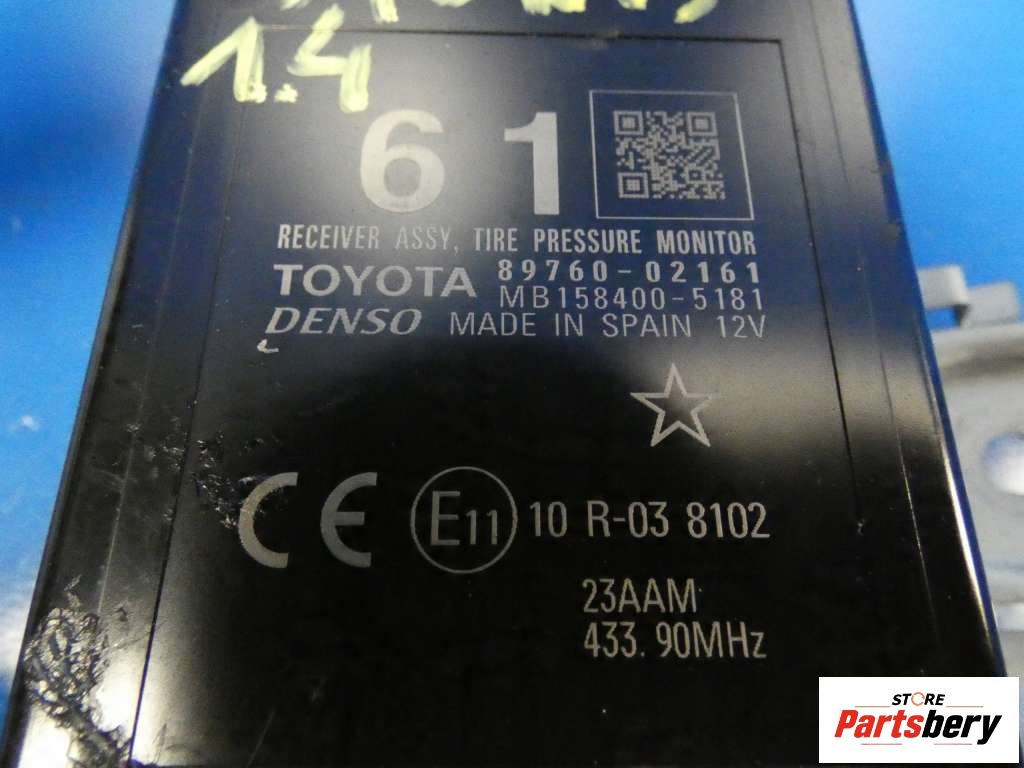 1.4
61
RECEIVER ASSY, TIRE PRESSURE MONITOR
TOYOTA 89760-02161
MB158400-5181
DENSO MADE IN SPAIN 12V
CE E11 10 R-03 8102
23AAM
433.90MHz
STORE
Partsbery